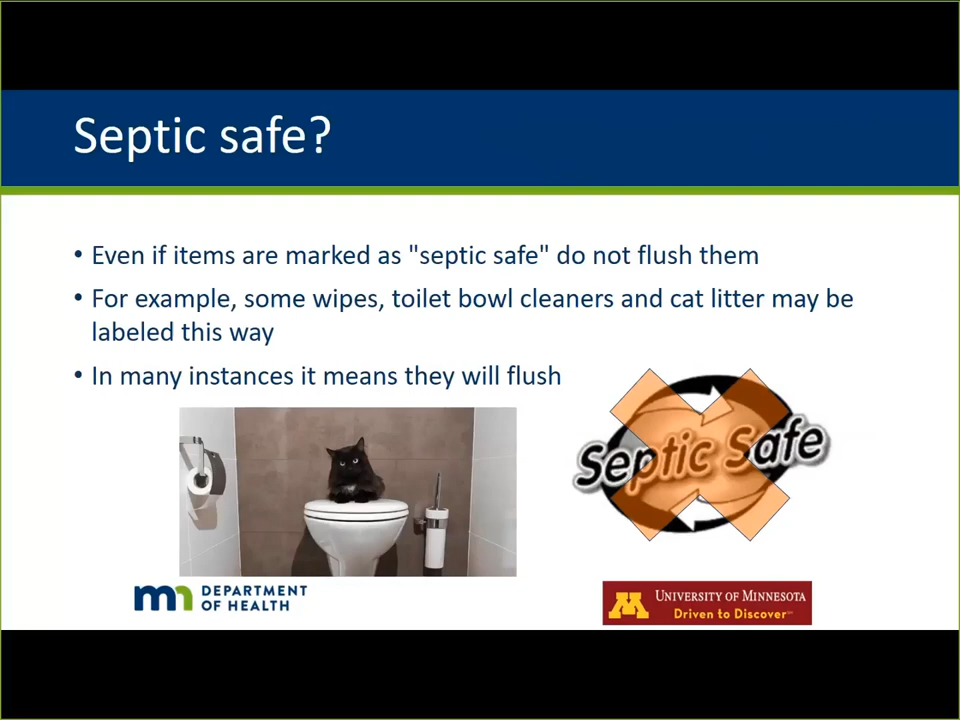 Septic safe?
• Even if items are marked as "septic safe" do not flush them
• For example, some wipes, toilet bowl cleaners and cat litter may be
labeled this way
• In many instances it means they will flush
Septic Safe
mn DEPARTMENT
OF HEALTH
M UNIVERSITY OF MINNESOTA
Driven to Discover℠